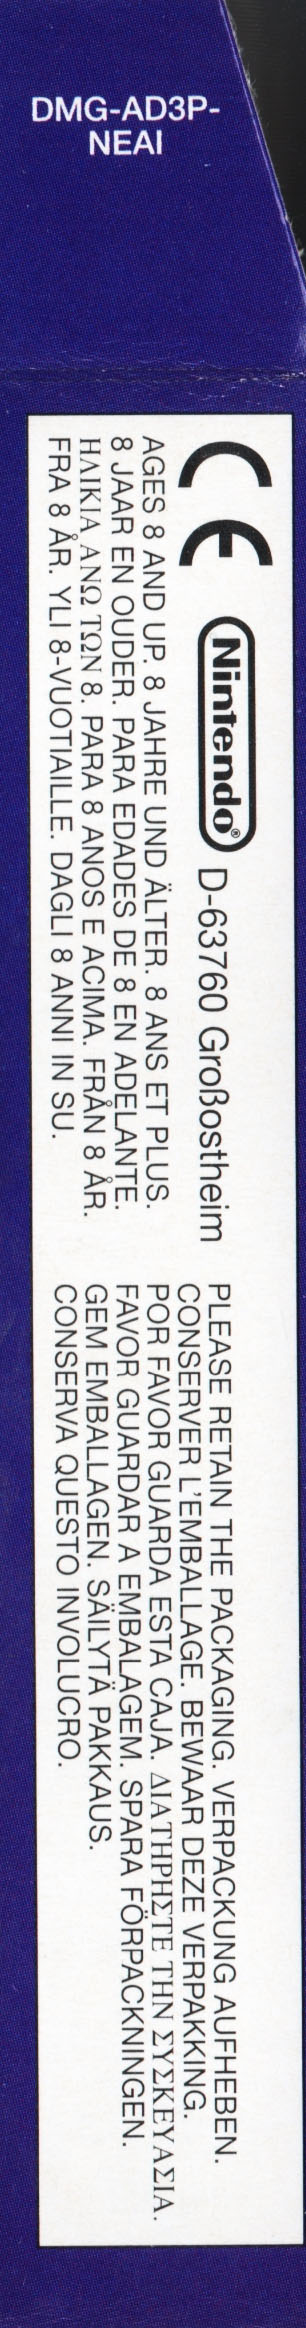 DMG-AD3P-
NEAI
CE Nintendo® D-63760 Großostheim
AGES 8 AND UP. 8 JAHRE UND ÄLTER. 8 ANS ET PLUS.
8 JAAR EN OUDER. PARA EDADES DE 8 EN ADELANTE.
ΗΛΙΚΙΑ ΑΝΩ ΤΩΝ 8. PARA 8 ANOS E ACIMA. FRÅN 8 ÅR.
FRA 8 ÅR. YLI 8-VUOTIAILLE. DAGLI 8 ANNI IN SU.
PLEASE RETAIN THE PACKAGING. VERPACKUNG AUFHEBEN.
CONSERVER L'EMBALLAGE. BEWAAR DEZE VERPAKKING.
POR FAVOR GUARDA ESTA CAJA. ΔΙΑΤΗΡΗΣΤΕ ΤΗΝ ΣΥΣΚΕΥΑΣΙΑ.
FAVOR GUARDAR A EMBALAGEM. SPARA FÖRPACKNINGEN.
GEM EMBALLAGEN. SÄILYTÄ PAKKAUS.
CONSERVA QUESTO INVOLUCRO.